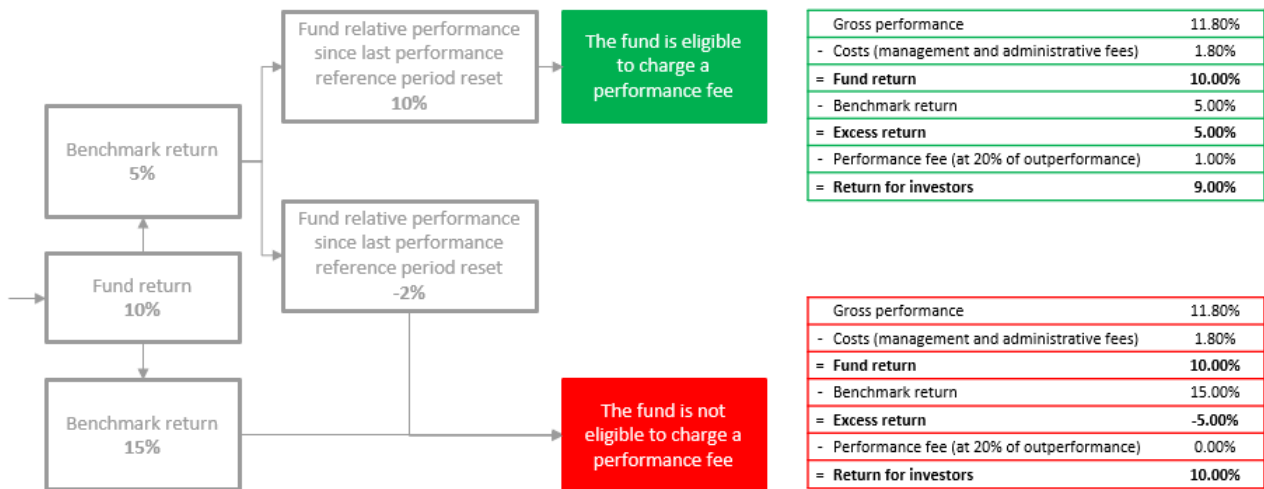 Fund relative performance
since last performance
reference period reset
10%
The fund is eligible
to charge a
performance fee
Benchmark return
5%
Fund relative performance
since last performance
reference period reset
-2%
Fund return
10%
Benchmark return
15%
The fund is not
eligible to charge a
performance fee
Gross performance 11.80%
- Costs (management and administrative fees) 1.80%
= Fund return 10.00%
- Benchmark return 5.00%
= Excess return 5.00%
- Performance fee (at 20% of outperformance) 1.00%
= Return for investors 9.00%
Gross performance 11.80%
- Costs (management and administrative fees) 1.80%
= Fund return 10.00%
- Benchmark return 15.00%
= Excess return -5.00%
- Performance fee (at 20% of outperformance) 0.00%
= Return for investors 10.00%